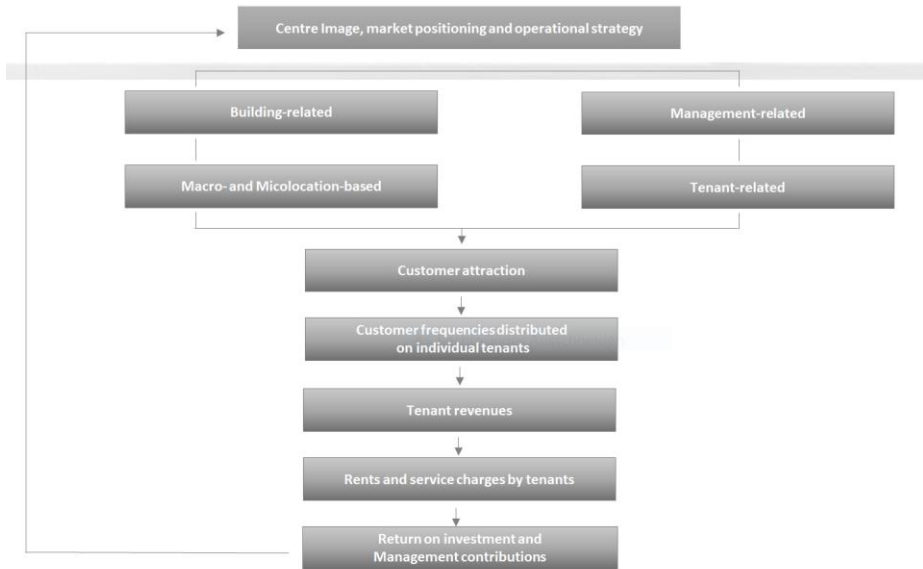 Centre Image, market positioning and operational strategy
Building-related
Management-related
Macro- and Micolocation-based
Tenant-related
Customer attraction
Customer frequencies distributed
on individual tenants
Tenant revenues
Rents and service charges by tenants
Return on investment and
Management contributions